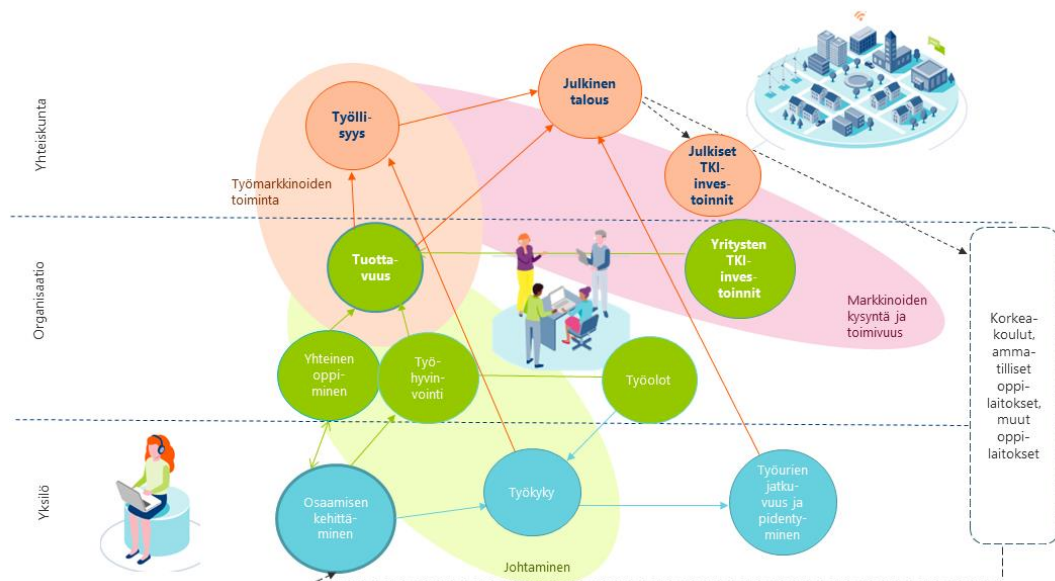 Yhteiskunta
Työlli-
syys
Julkinen
talous
Julkiset
TKI-
inves-
toinnit
Työmarkkinoiden
toiminta
Organisaatio
Tuotta-
vuus
Yritysten
TKI-
inves-
toinnit
Markkinoiden
kysyntä ja
toimivuus
Yhteinen
oppi-
minen
Työ-
hyvin-
vointi
Työolot
Korkea-
koulut,
amma-
tilliset
oppi-
laitokset,
muut
oppi-
laitokset
Yksilö
Osaamisen
kehittä-
minen
Työkyky
Työurien
jatku-
vuus ja
pidenty-
minen
Johtaminen